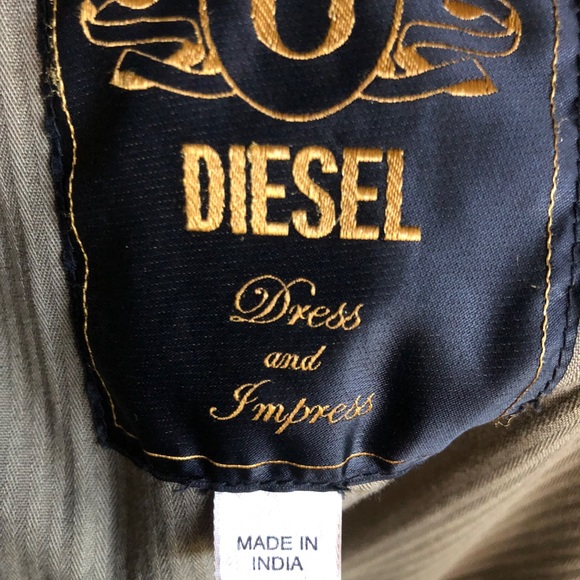 DIESEL
Dress
and
Impress
MADE IN
INDIA